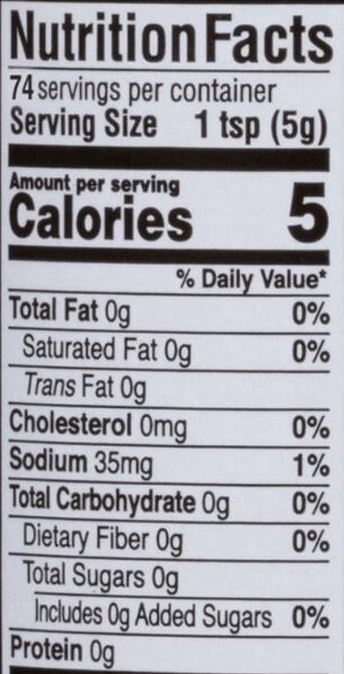 Nutrition Facts
74 servings per container
Serving Size 1 tsp (5g)
Amount per serving
Calories 5
% Daily Value*
Total Fat 0g 0%
Saturated Fat 0g 0%
Trans Fat 0g
Cholesterol 0mg 0%
Sodium 35mg 1%
Total Carbohydrate 0g 0%
Dietary Fiber 0g 0%
Total Sugars 0g
Includes 0g Added Sugars 0%
Protein 0g